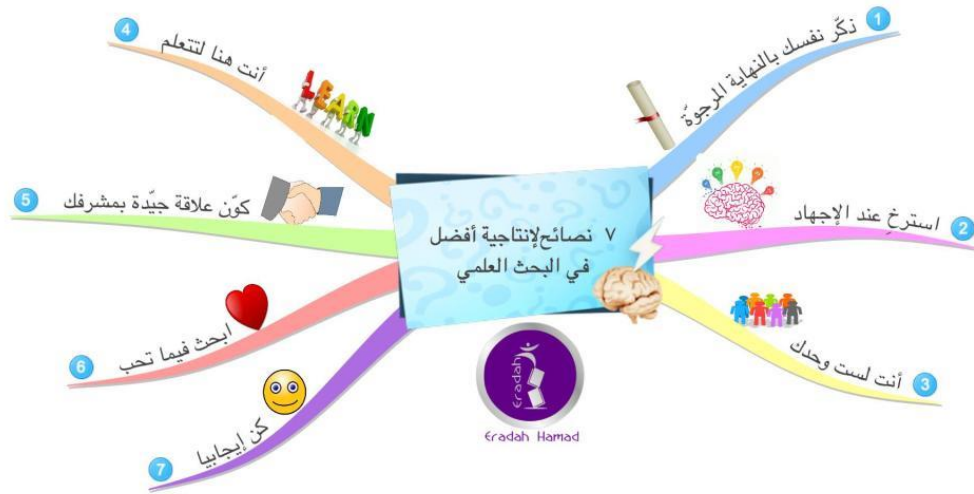 ٧ نصائح لإنتاجية أفضل
في البحث العلمي
1
ذكّر نفسك بالنهاية المرجوّة
2
استرخِ عند الإجهاد
3
أنت لست وحدك
4
أنت هنا لتتعلم
LEARN
5
كوّن علاقة جيّدة بمشرفك
6
ابحث فيما تحب
7
كن إيجابيا
Eradah
Eradah Hamad